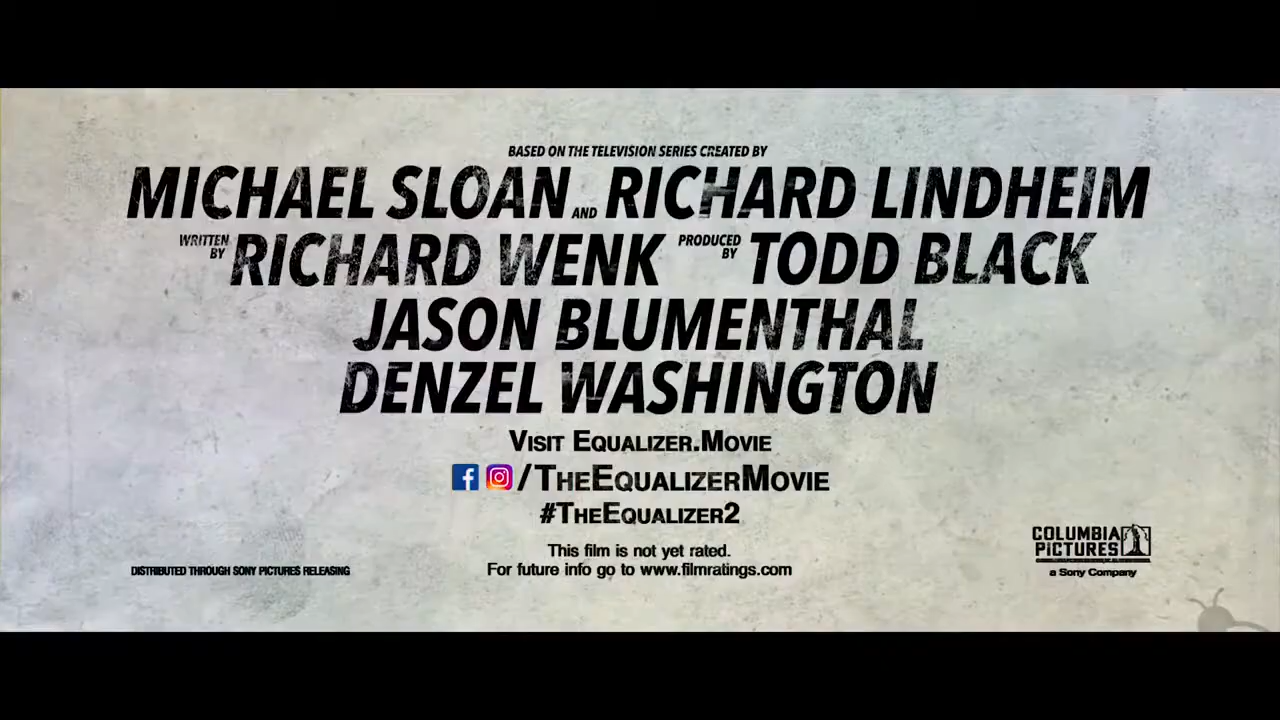 BASED ON THE TELEVISION SERIES CREATED BY
MICHAEL SLOAN AND RICHARD LINDHEIM
WRITTEN BY RICHARD WENK PRODUCED BY TODD BLACK
JASON BLUMENTHAL
DENZEL WASHINGTON
VISIT EQUALIZER.MOVIE
/THEEQUALIZERMOVIE
#THEEQUALIZER2
This film is not yet rated.
For future info go to www.filmratings.com
DISTRIBUTED THROUGH SONY PICTURES RELEASING
COLUMBIA
PICTURES
a Sony Company